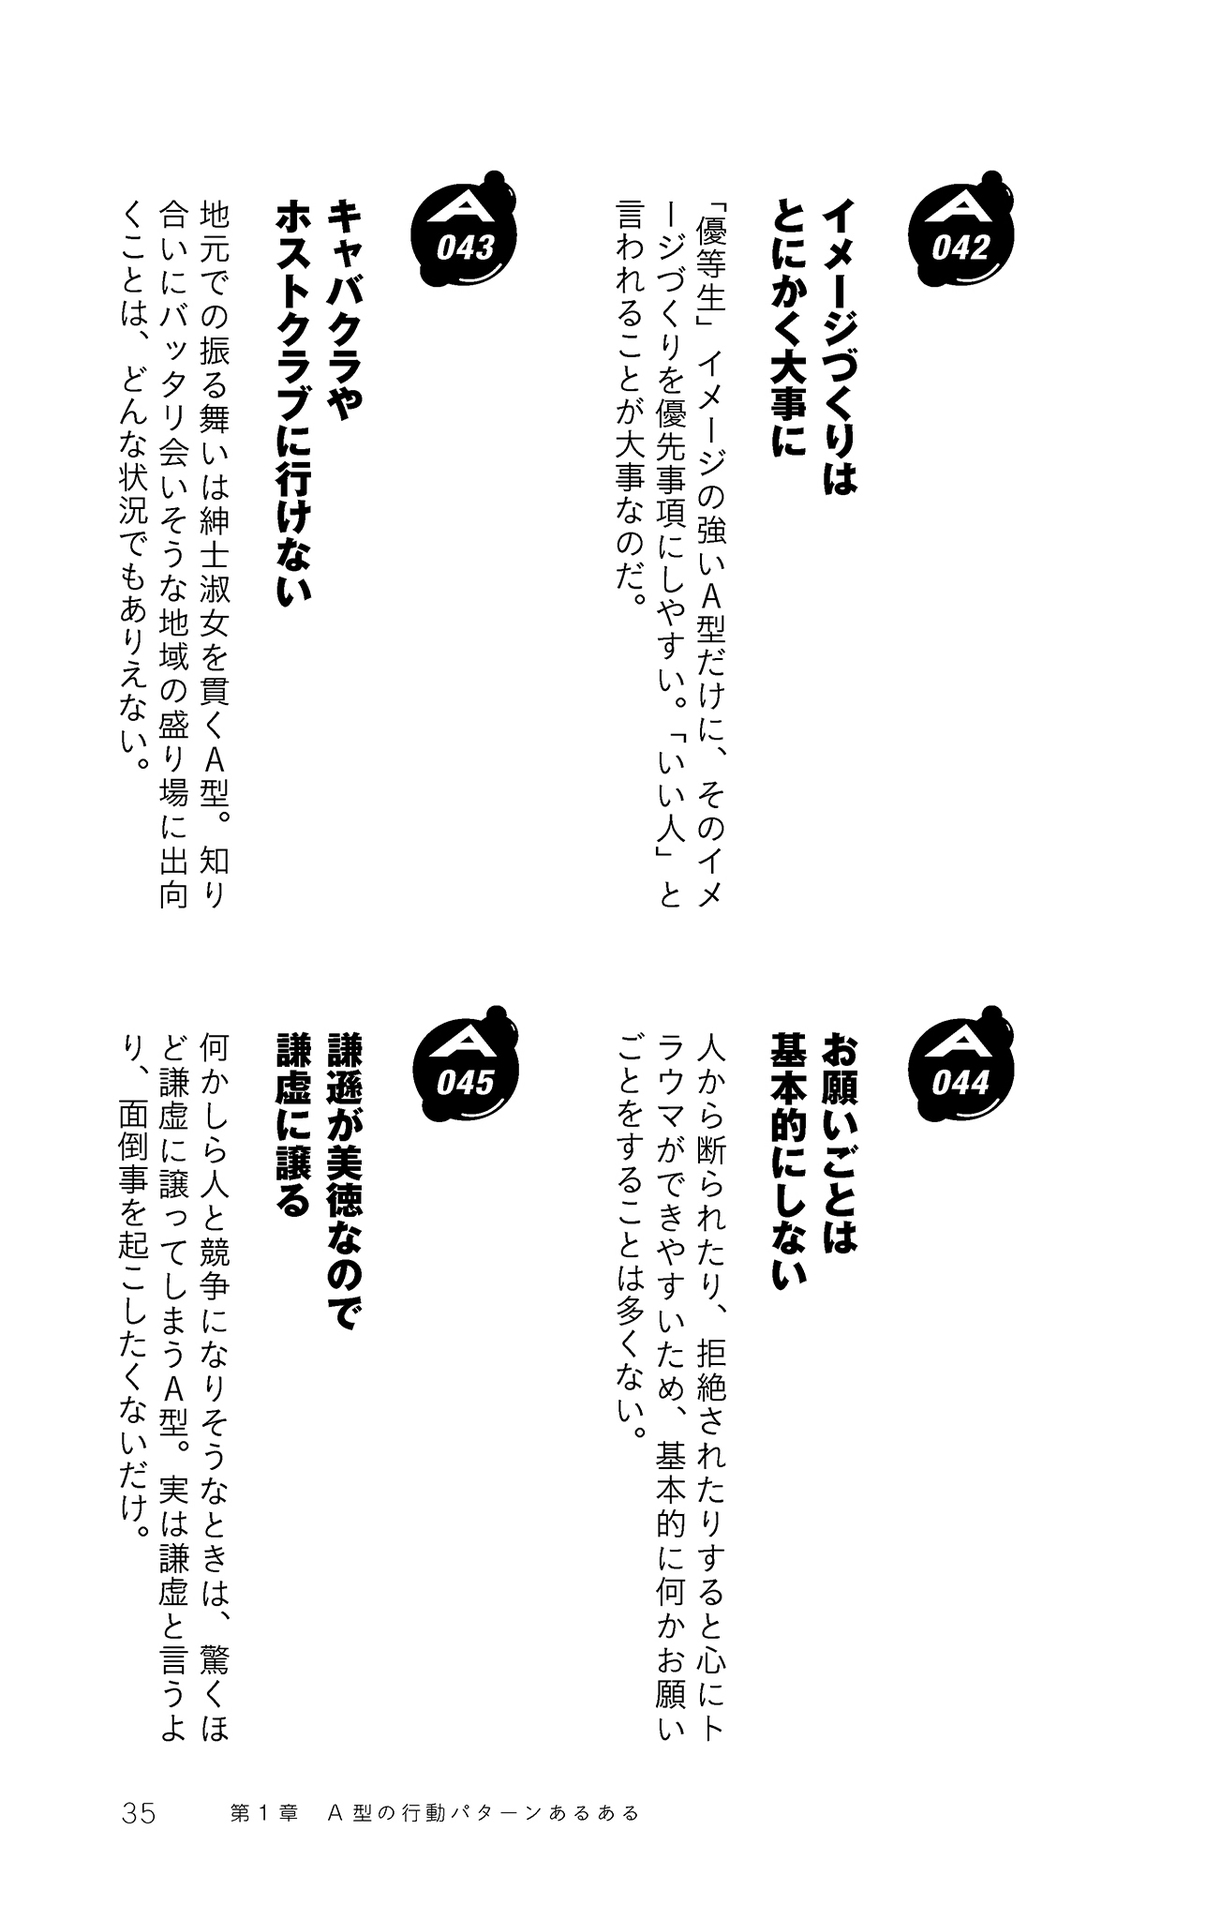 A
042
イメージづくりは
とにかく大事に
「優等生」イメージの強いA型だけに、そのイメ
ージづくりを優先事項にしやすい。「いい人」と
言われることが大事なのだ。
A
043
キャバクラや
ホストクラブに行けない
地元での振る舞いは紳士淑女を貫くA型。知り
合いにバッタリ会いそうな地域の盛り場に出向
くことは、どんな状況でもありえない。
A
044
お願いごとは
基本的にしない
人から断られたり、拒絶されたりすると心にト
ラウマができやすいため、基本的に何かお願い
ごとをすることは多くない。
A
045
謙遜が美徳なので
謙虚に譲る
何かしら人と競争になりそうなときは、驚くほ
ど謙虚に譲ってしまうA型。実は謙虚と言うよ
り、面倒事を起こしたくないだけ。
35 第1章 A型の行動パターンあるある